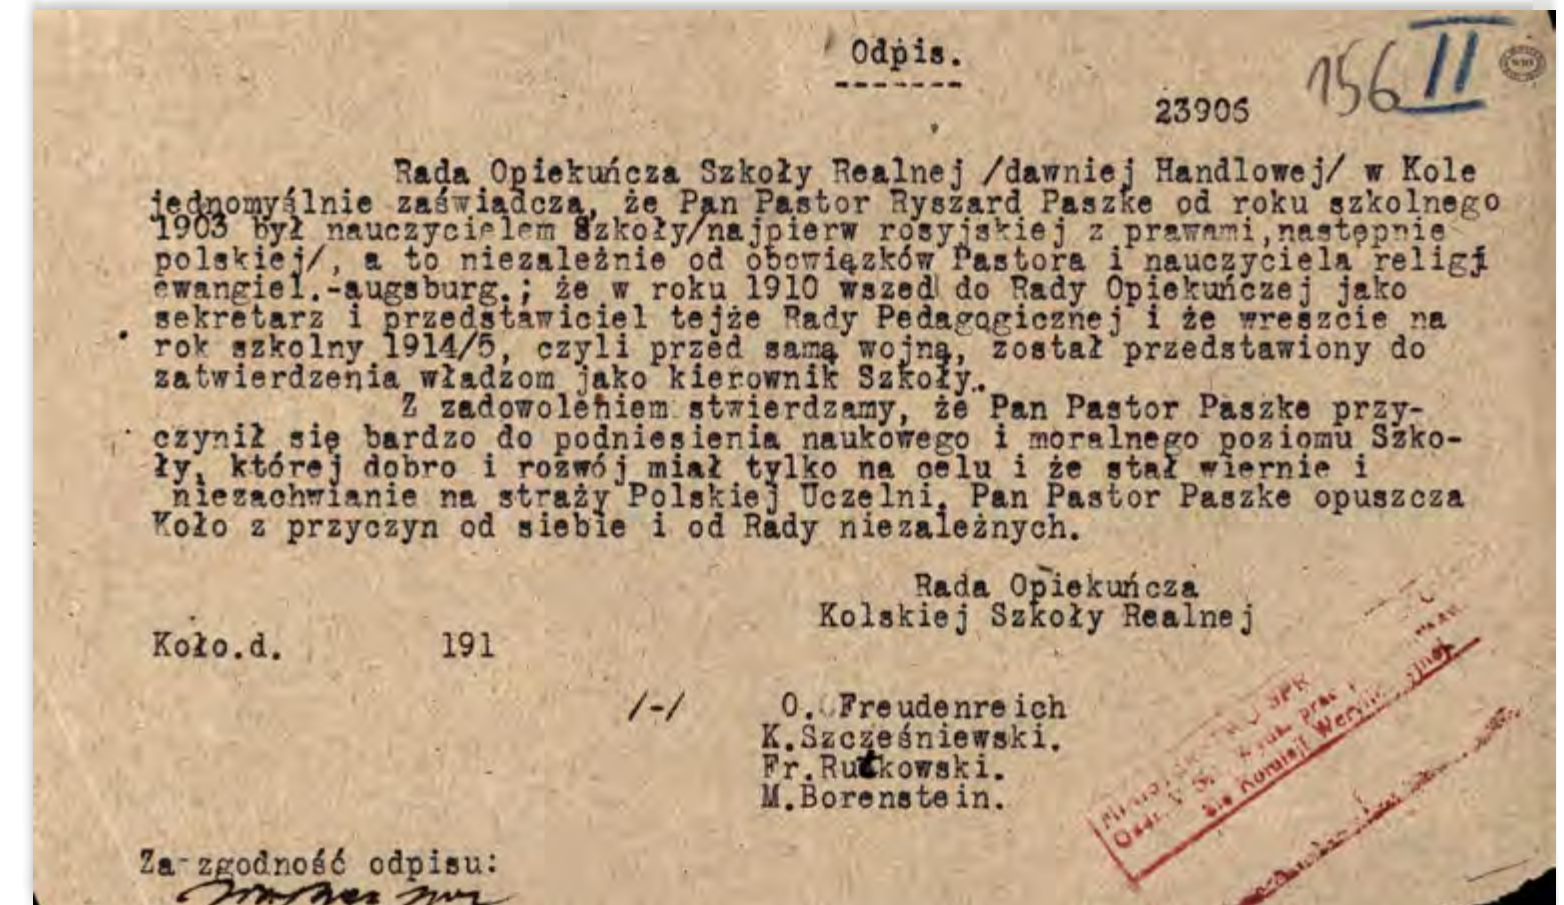 Odpis.
156 II
23905
Rada Opiekuńcza Szkoły Realnej /dawniej Handlowej/ w Kole
jednomyślnie zaświadcza, że Pan Pastor Ryszard Paszke od roku szkolnego
1903 był nauczycielem Szkoły/najpierw rosyjskiej z prawami,następnie
polskiej/, a to niezależnie od obowiązków Pastora i nauczyciela religji
ewangiel.-augsburg.; że w roku 1910 wszedł do Rady Opiekuńczej jako
sekretarz i przedstawiciel tejże Rady Pedagogicznej i że wreszcie na
rok szkolny 1914/5, czyli przed samą wojną, został przedstawiony do
zatwierdzenia władzom jako kierownik Szkoły.
Z zadowoleniem stwierdzamy, że Pan Pastor Paszke przy-
czynił się bardzo do podniesienia naukowego i moralnego poziomu Szko-
ły, której dobro i rozwój miał tylko na celu i że stał wiernie i
niezachwianie na straży Polskiej Uczelni. Pan Pastor Paszke opuszcza
Koło z przyczyn od siebie i od Rady niezależnych.
Rada Opiekuńcza
Kolskiej Szkoły Realnej
Koło.d. 191
/-/ O. Freudenreich
K.Szcześniewski.
Fr.Rutkowski.
M.Borenstein.
Za zgodność odpisu: